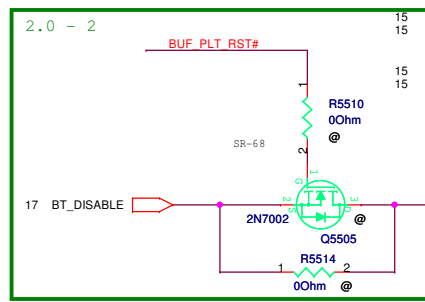 2.0 - 2
15
15
BUF_PLT_RST#
15
15
1
R5510
0Ohm
@
2
SR-68
1
G
17 BT_DISABLE
2
S
3
D
2N7002
@
Q5505
R5514
1
2
0Ohm
@